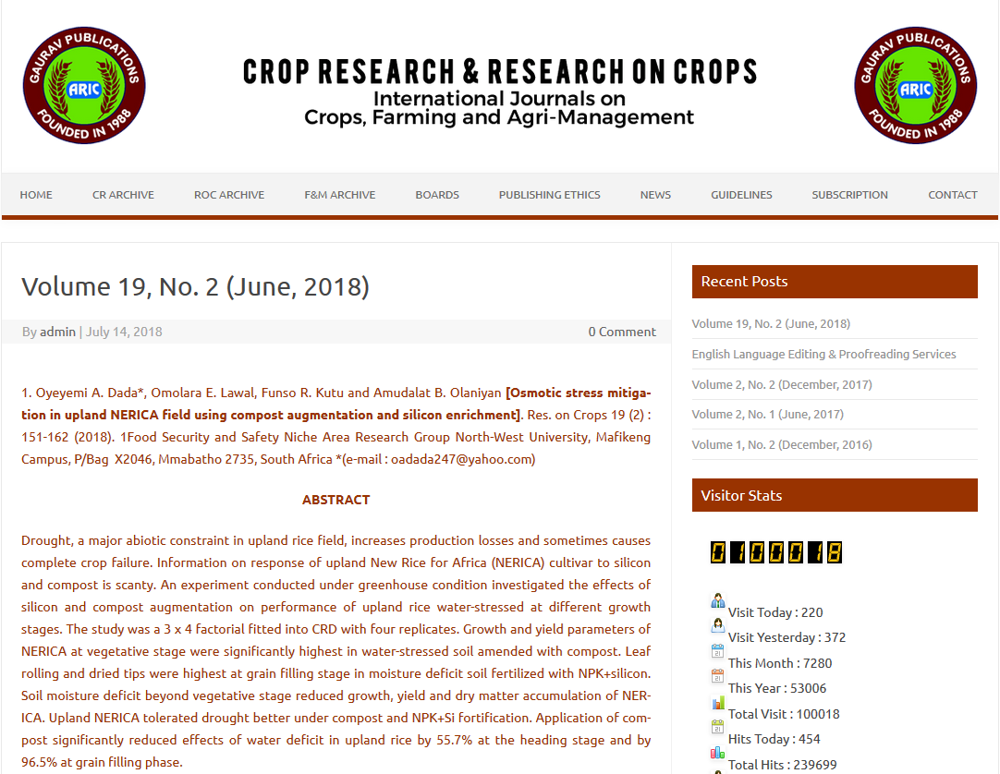 GAURAV PUBLICATIONS
ARIC
FOUNDED IN 1988
CROP RESEARCH & RESEARCH ON CROPS
International Journals on
Crops, Farming and Agri-Management
GAURAV PUBLICATIONS
ARIC
FOUNDED IN 1988
HOME CR ARCHIVE ROC ARCHIVE F&M ARCHIVE BOARDS PUBLISHING ETHICS NEWS GUIDELINES SUBSCRIPTION CONTACT
Volume 19, No. 2 (June, 2018)
By admin | July 14, 2018 0 Comment
1. Oyeyemi A. Dada*, Omolara E. Lawal, Funso R. Kutu and Amudalat B. Olaniyan [Osmotic stress mitiga-
tion in upland NERICA field using compost augmentation and silicon enrichment]. Res. on Crops 19 (2) :
151-162 (2018). 1Food Security and Safety Niche Area Research Group North-West University, Mafikeng
Campus, P/Bag X2046, Mmabatho 2735, South Africa *(e-mail : oadada247@yahoo.com)
ABSTRACT
Drought, a major abiotic constraint in upland rice field, increases production losses and sometimes causes
complete crop failure. Information on response of upland New Rice for Africa (NERICA) cultivar to silicon
and compost is scanty. An experiment conducted under greenhouse condition investigated the effects of
silicon and compost augmentation on performance of upland rice water-stressed at different growth
stages. The study was a 3 x 4 factorial fitted into CRD with four replicates. Growth and yield parameters of
NERICA at vegetative stage were significantly highest in water-stressed soil amended with compost. Leaf
rolling and dried tips were highest at grain filling stage in moisture deficit soil fertilized with NPK+silicon.
Soil moisture deficit beyond vegetative stage reduced growth, yield and dry matter accumulation of NER-
ICA. Upland NERICA tolerated drought better under compost and NPK+Si fortification. Application of com-
post significantly reduced effects of water deficit in upland rice by 55.7% at the heading stage and by
96.5% at grain filling phase.
Recent Posts
Volume 19, No. 2 (June, 2018)
English Language Editing & Proofreading Services
Volume 2, No. 2 (December, 2017)
Volume 2, No. 1 (June, 2017)
Volume 1, No. 2 (December, 2016)
Visitor Stats
0100018
Visit Today : 220
Visit Yesterday : 372
This Month : 7280
This Year : 53006
Total Visit : 100018
Hits Today : 454
Total Hits : 239699